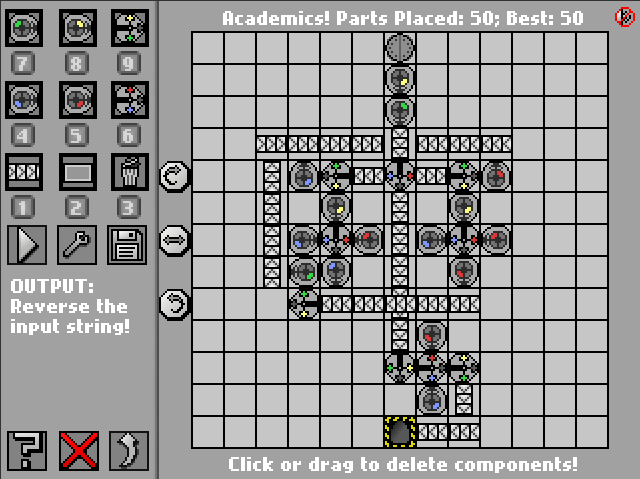 Academics! Parts Placed: 50; Best: 50
7 8 9
4 5 6
1 2 3
OUTPUT:
Reverse the
input string!
?
Click or drag to delete components!